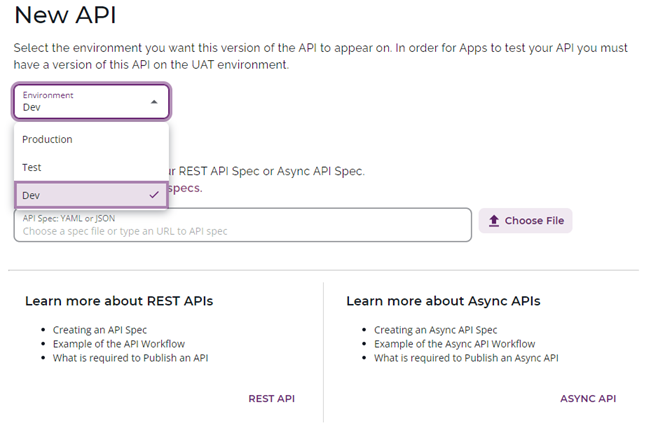 New API
Select the environment you want this version of the API to appear on. In order for Apps to test your API you must
have a version of this API on the UAT environment.
Environment
Dev
Production
Test
Dev
REST API Spec or Async API Spec.
specs.
API Spec: YAML or JSON
Choose a spec file or type an URL to API spec
Choose File
Learn more about REST APIs
Creating an API Spec
Example of the API Workflow
What is required to Publish an API
REST API
Learn more about Async APIs
Creating an Async API Spec
Example of the Async API Workflow
What is required to Publish an Async API
ASYNC API